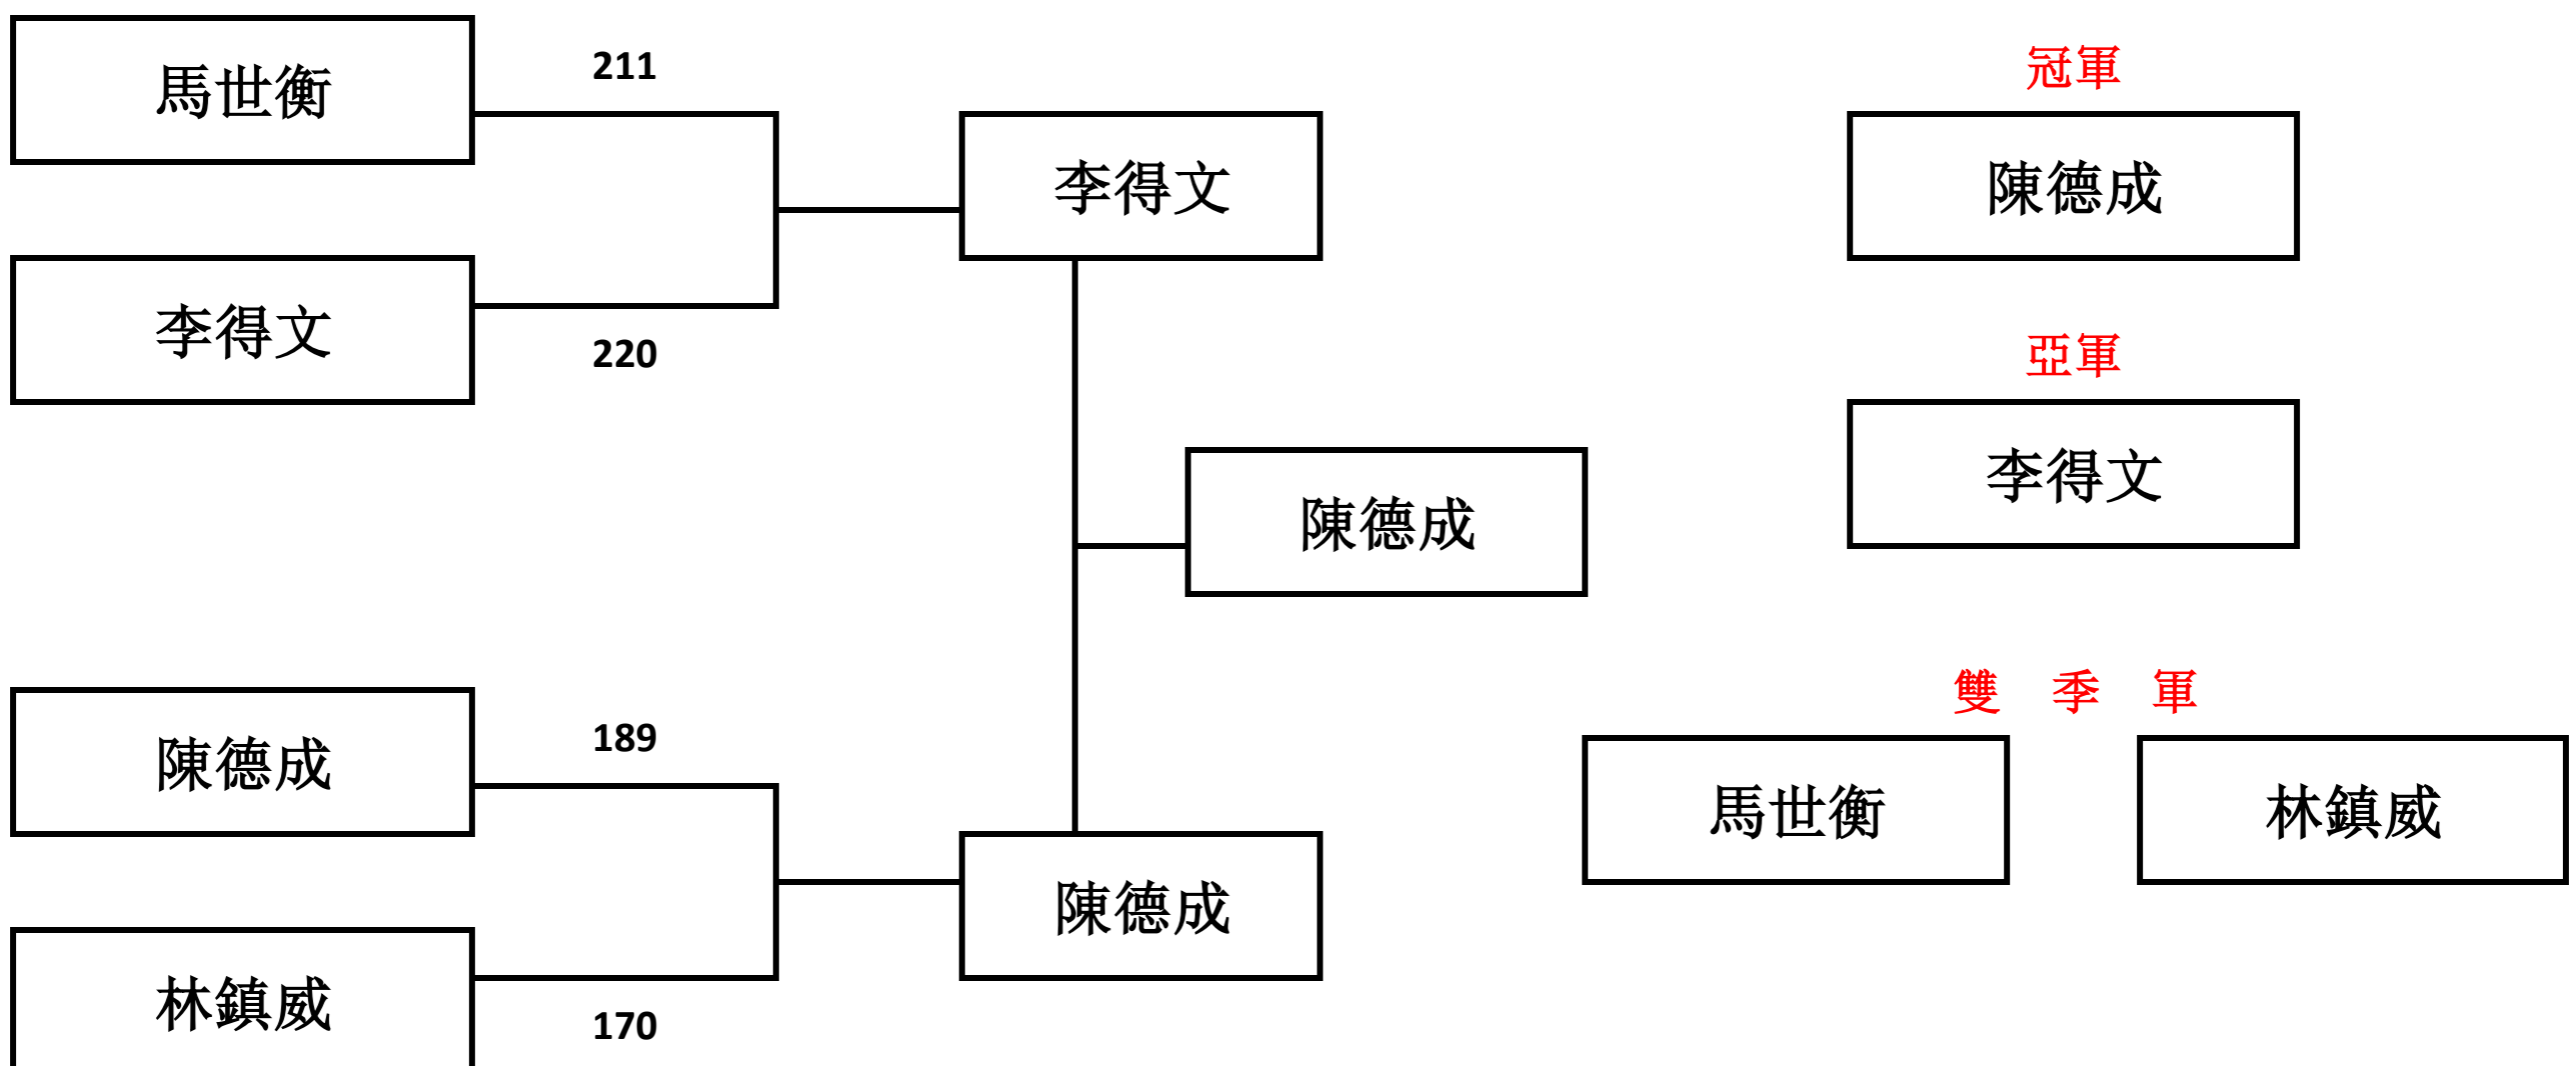 馬世衡
211
李得文
220
李得文
陳德成
189
林鎮威
170
陳德成
陳德成
冠軍
陳德成
亞軍
李得文
雙 季 軍
馬世衡
林鎮威